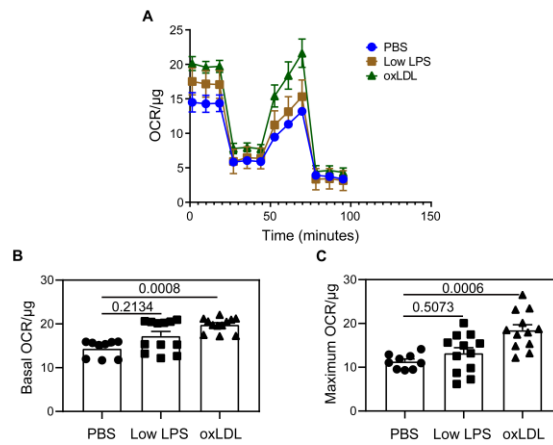 A
OCR/μg
25
20
15
10
5
0
0
50
100
150
Time (minutes)
PBS
Low LPS
oxLDL
B
Basal OCR/μg
30
20
10
0
0.0008
0.2134
PBS
Low LPS
oxLDL
C
Maximum OCR/μg
30
20
10
0
0.0006
0.5073
PBS
Low LPS
oxLDL